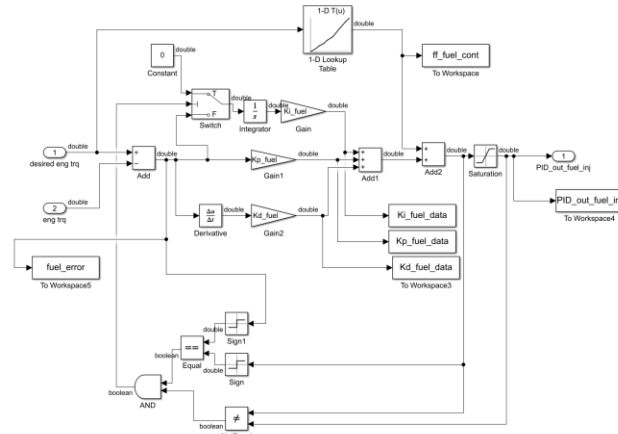 1-D T(u)
double
double
1-D Lookup
Table
ff_fuel_cont
To Workspace
0
Constant
double
T
F
Switch
double
1
s
Integrator
double
Ki_fuel
Gain
double
1
desired eng trq
double
+
-
Add
double
Kp_fuel
Gain1
double
+
+
+
Add1
double
+
+
Add2
double
Saturation
double
1
PID_out_fuel_inj
2
eng trq
double
Δu
Δt
Derivative
double
Kd_fuel
Gain2
double
Ki_fuel_data
Kp_fuel_data
Kd_fuel_data
To Workspace3
PID_out_fuel_in
To Workspace4
fuel_error
To Workspace5
double
Sign1
==
Equal
boolean
double
Sign
AND
boolean
≠
boolean